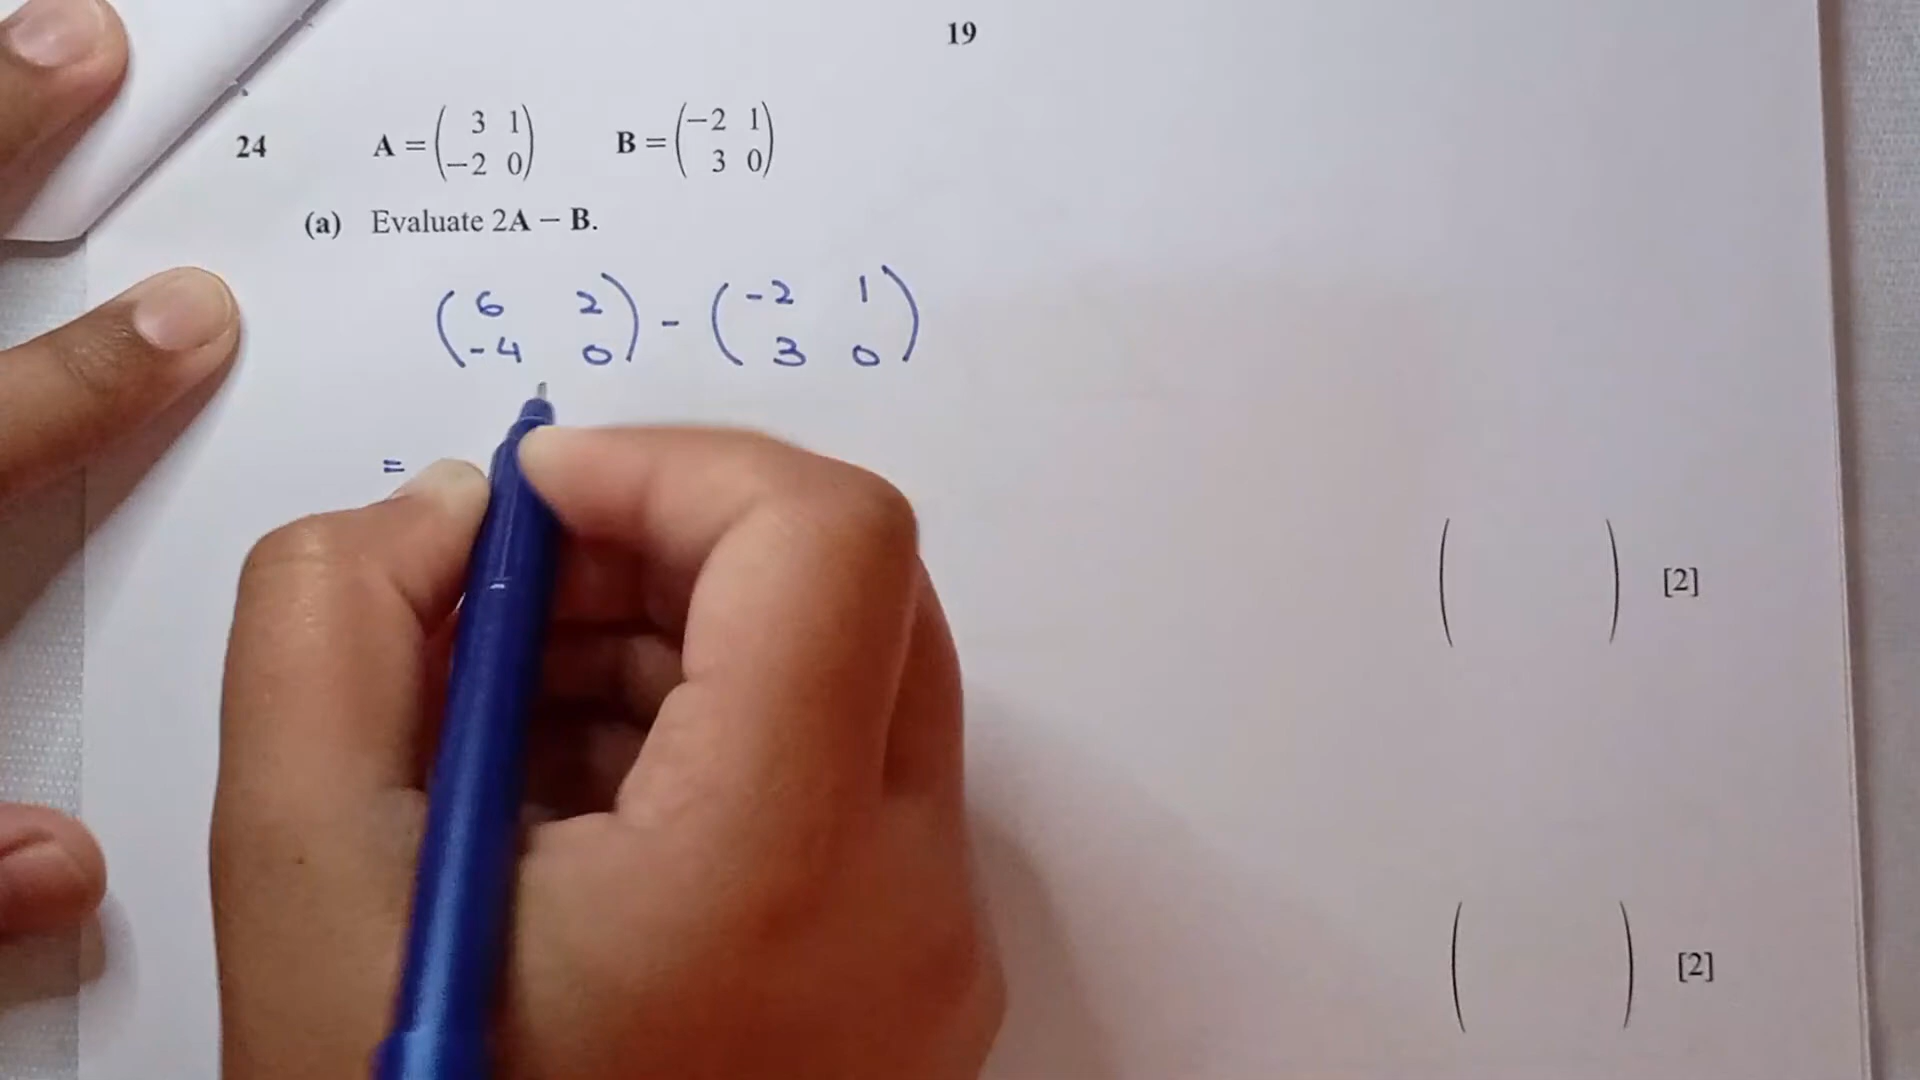 19
24 A = ( 3 1 ) B = ( −2 1 )
( −2 0 ) ( 3 0 )
(a) Evaluate 2A − B.
( 6 2 ) - ( -2 1 )
( -4 0 ) ( 3 0 )
=
( ) [2]
( ) [2]